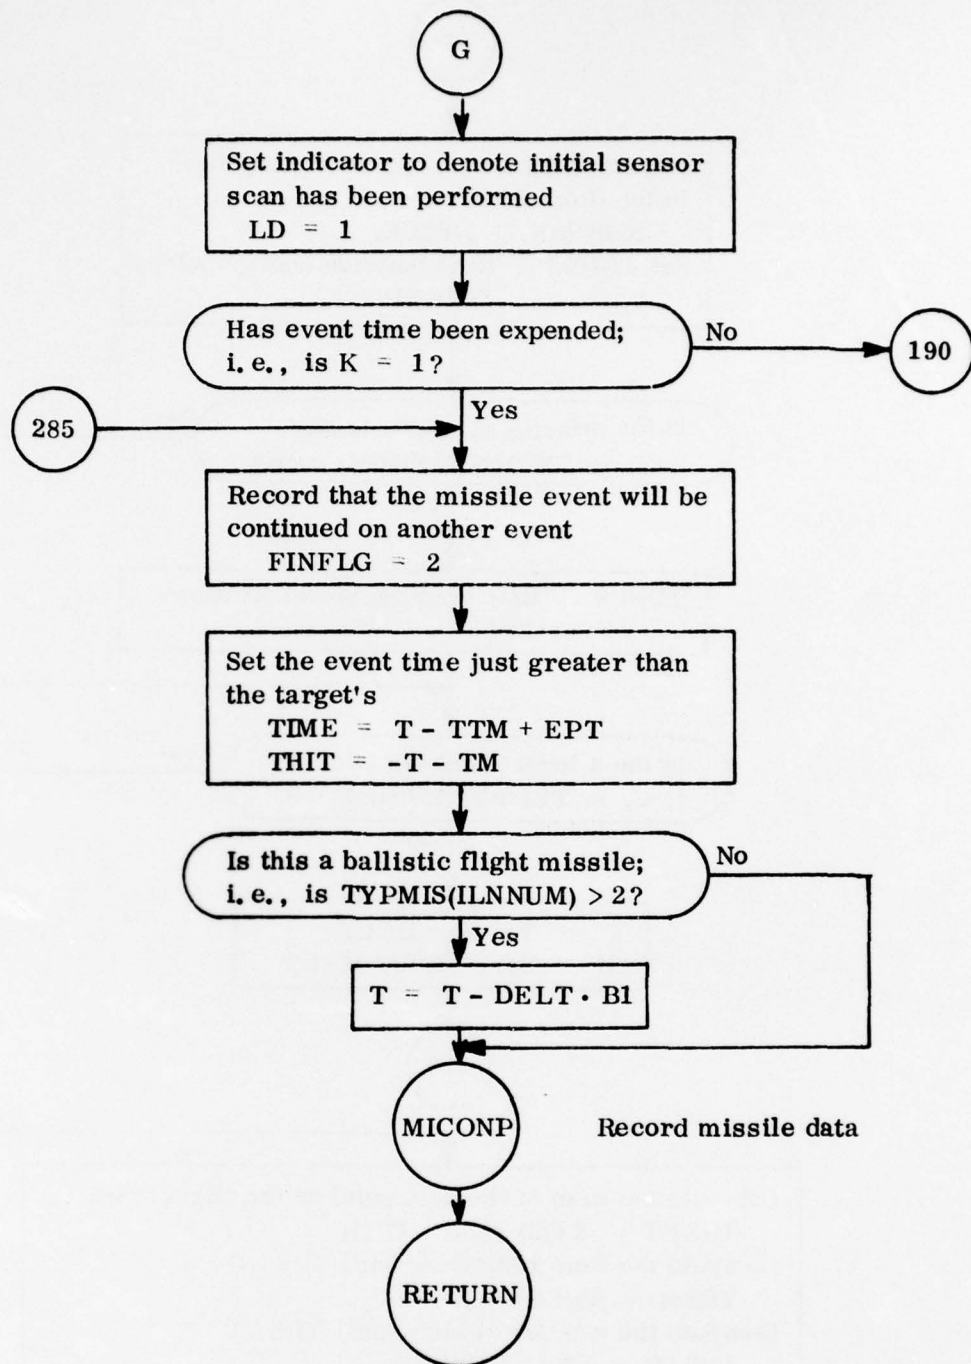 G
Set indicator to denote initial sensor
scan has been performed
LD = 1
Has event time been expended;
i.e., is K = 1?
No
190
Yes
285
Record that the missile event will be
continued on another event
FINFLG = 2
Set the event time just greater than
the target's
TIME = T - TTM + EPT
THIT = -T - TM
Is this a ballistic flight missile;
i.e., is TYPMIS(ILNNUM) > 2?
No
Yes
T = T - DELT · B1
MICONP
Record missile data
RETURN